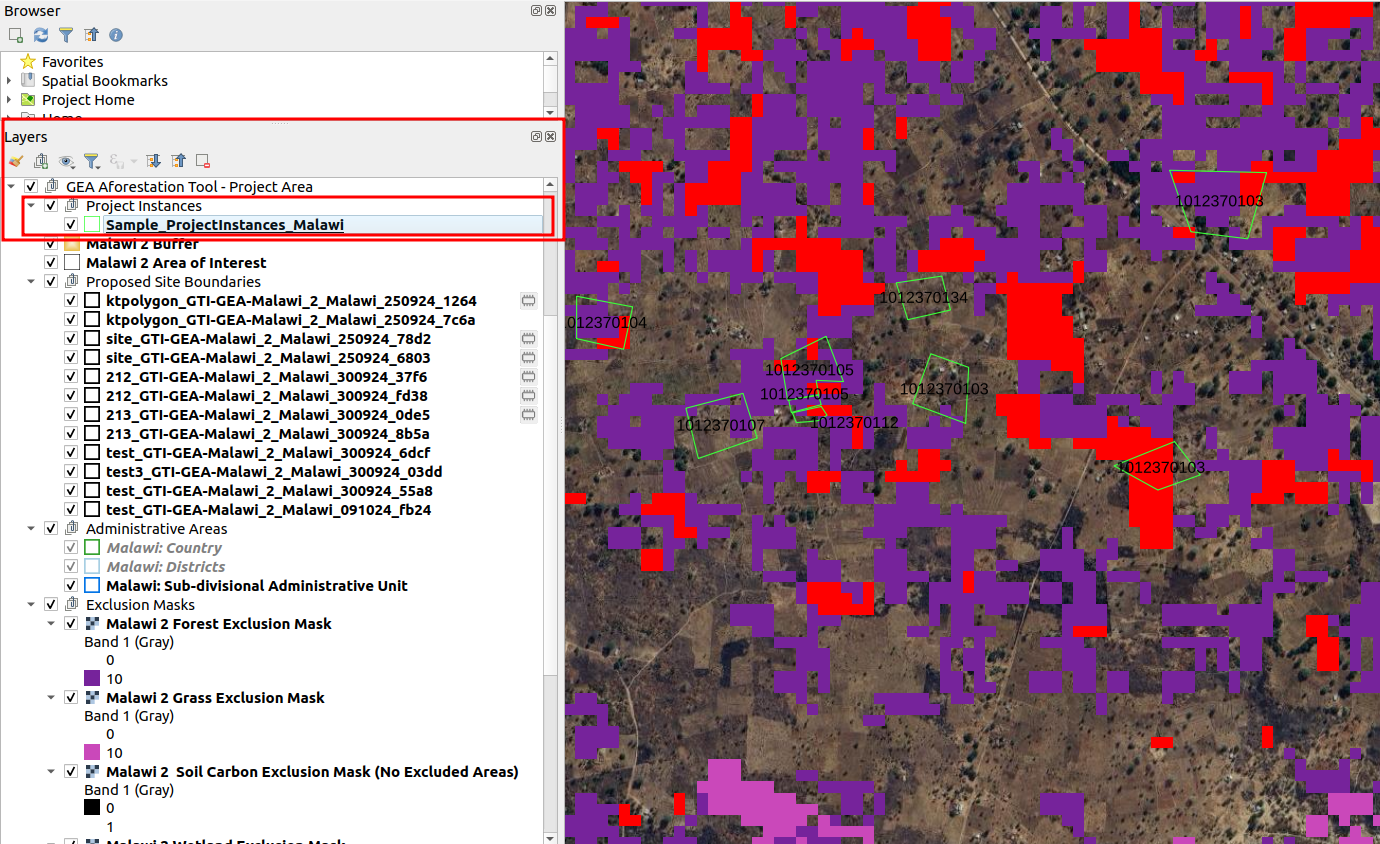 Browser
Favorites
Spatial Bookmarks
Project Home
Home
Layers
GEA Aforestation Tool - Project Area
Project Instances
Sample_ProjectInstances_Malawi
Malawi 2 Buffer
Malawi 2 Area of Interest
Proposed Site Boundaries
ktpolygon_GTI-GEA-Malawi_2_Malawi_250924_1264
ktpolygon_GTI-GEA-Malawi_2_Malawi_250924_7c6a
site_GTI-GEA-Malawi_2_Malawi_250924_78d2
site_GTI-GEA-Malawi_2_Malawi_250924_6803
212_GTI-GEA-Malawi_2_Malawi_300924_37f6
212_GTI-GEA-Malawi_2_Malawi_300924_fd38
213_GTI-GEA-Malawi_2_Malawi_300924_0de5
213_GTI-GEA-Malawi_2_Malawi_300924_8b5a
test_GTI-GEA-Malawi_2_Malawi_300924_6dcf
test3_GTI-GEA-Malawi_2_Malawi_300924_03dd
test_GTI-GEA-Malawi_2_Malawi_300924_55a8
test_GTI-GEA-Malawi_2_Malawi_091024_fb24
Administrative Areas
Malawi: Country
Malawi: Districts
Malawi: Sub-divisional Administrative Unit
Exclusion Masks
Malawi 2 Forest Exclusion Mask
Band 1 (Gray)
0
10
Malawi 2 Grass Exclusion Mask
Band 1 (Gray)
0
10
Malawi 2  Soil Carbon Exclusion Mask (No Excluded Areas)
Band 1 (Gray)
0
1
Malawi 2 Wetland Exclusion Mask
1012370103
1012370134
1012370104
1012370105
1012370103
1012370105
1012370112
1012370107
1012370103